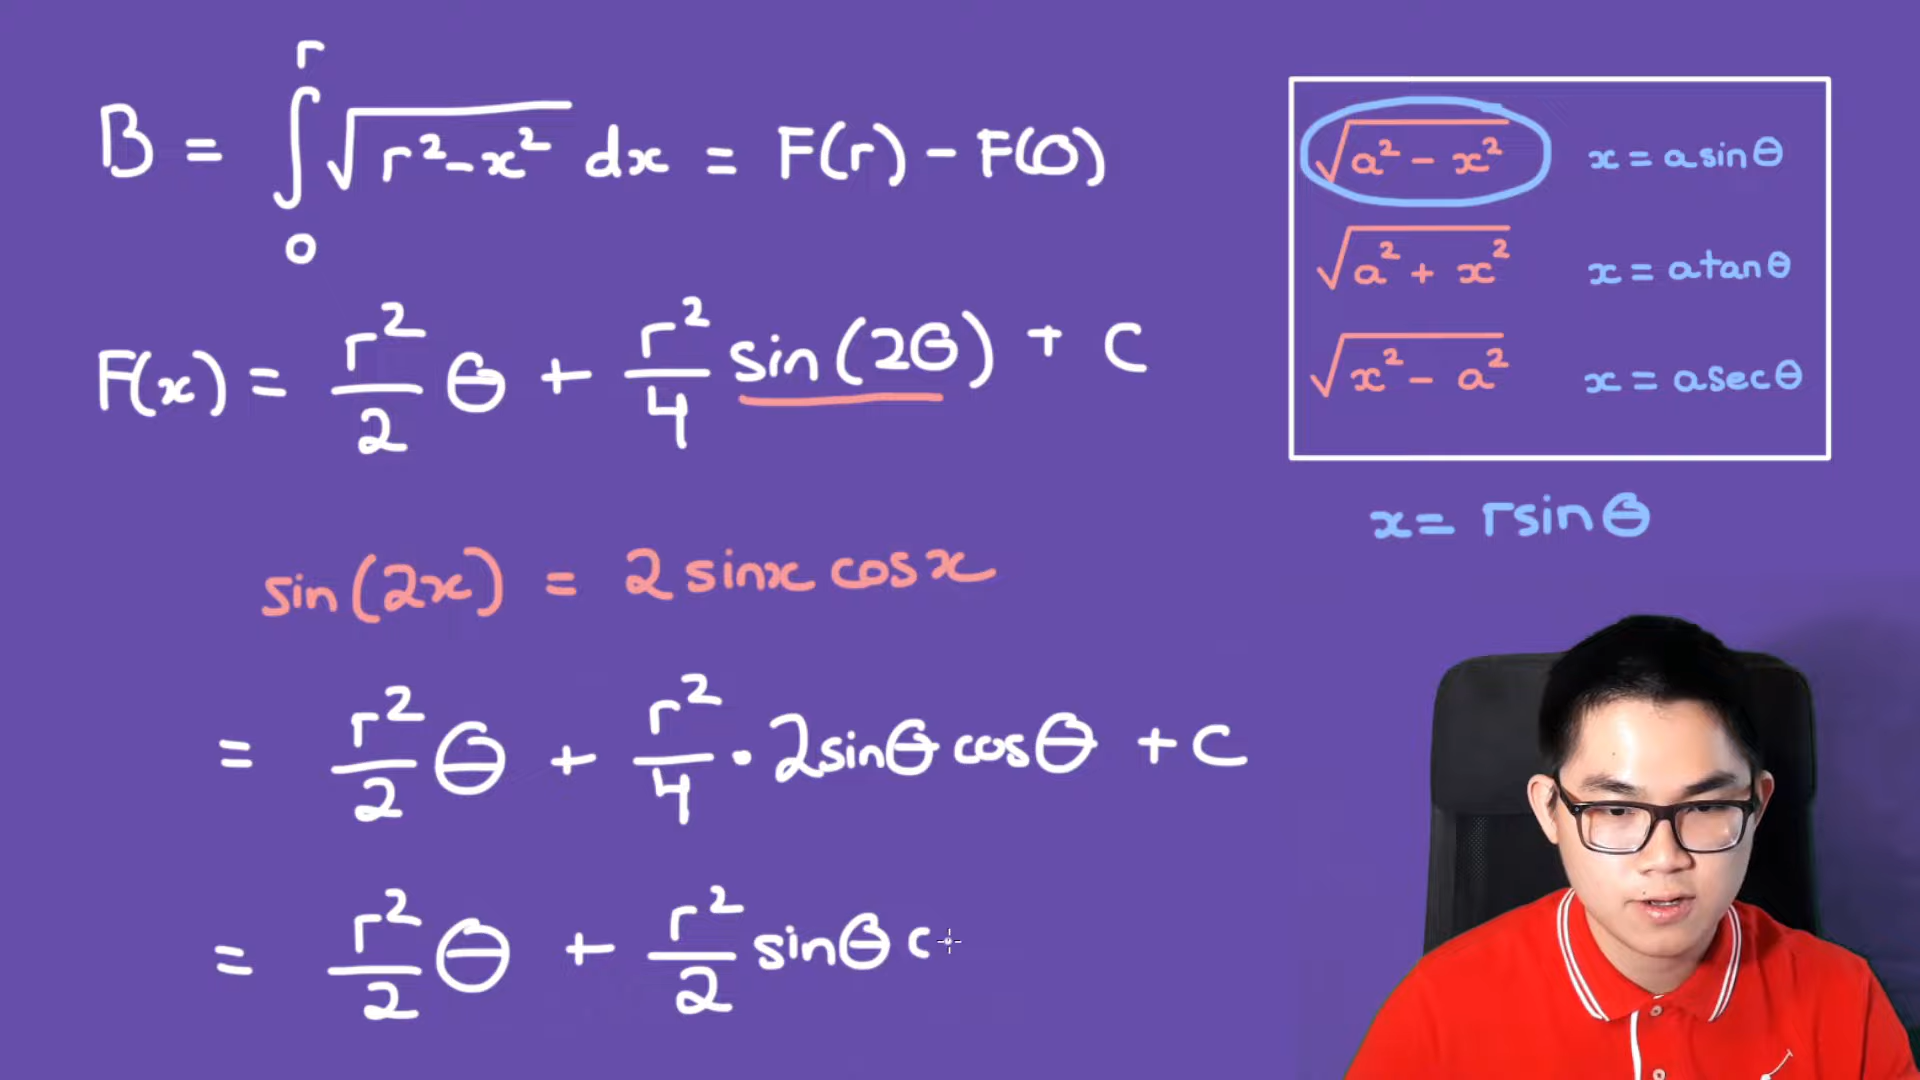 B = ∫₀ʳ √(r² - x²) dx = F(r) - F(0)
F(x) = r²/2 θ + r²/4 sin(2θ) + C
sin(2x) = 2 sinx cosx
= r²/2 θ + r²/4 · 2sinθ cosθ + C
= r²/2 θ + r²/2 sinθ c
√(a² - x²) x = a sinθ
√(a² + x²) x = a tanθ
√(x² - a²) x = a secθ
x = r sinθ